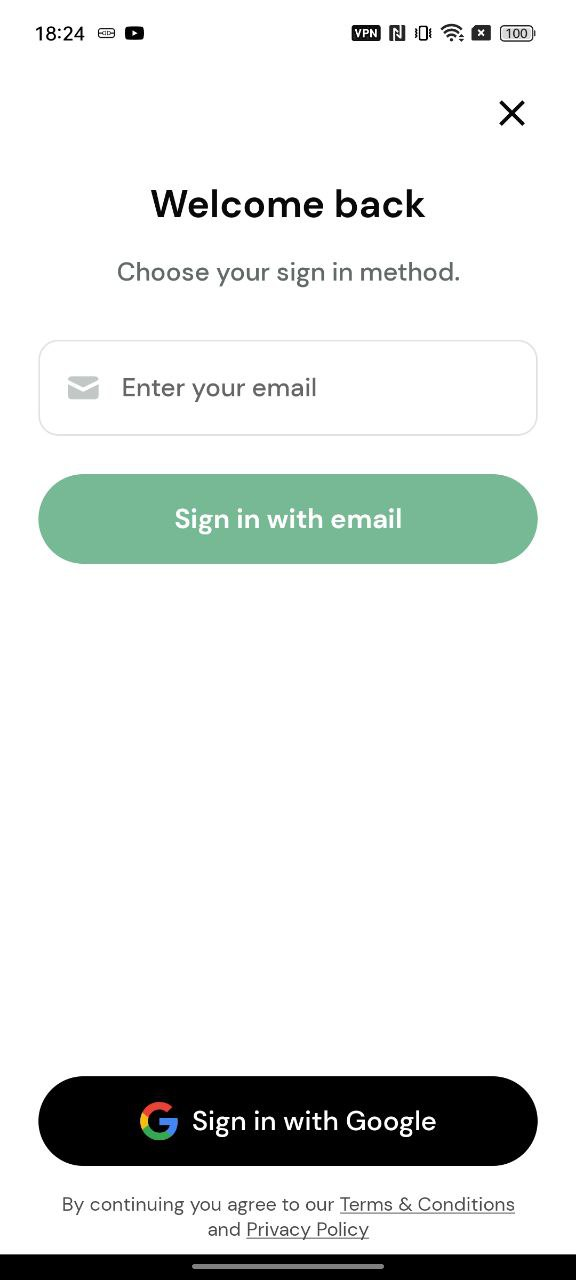 18:24
VPN
100
Welcome back
Choose your sign in method.
Enter your email
Sign in with email
Sign in with Google
By continuing you agree to our Terms & Conditions
and Privacy Policy